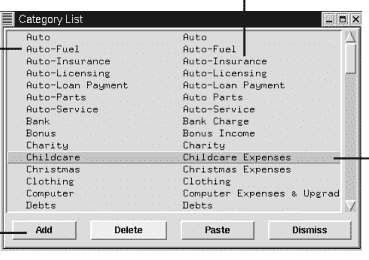 Category List
Auto Auto
Auto-Fuel Auto-Fuel
Auto-Insurance Auto-Insurance
Auto-Licensing Auto-Licensing
Auto-Loan Payment Auto-Loan Payment
Auto-Parts Auto Parts
Auto-Service Auto-Service
Bank Bank Charge
Bonus Bonus Income
Charity Charity
Childcare Childcare Expenses
Christmas Christmas Expenses
Clothing Clothing
Computer Computer Expenses & Upgrad
Debts Debts
Add Delete Paste Dismiss